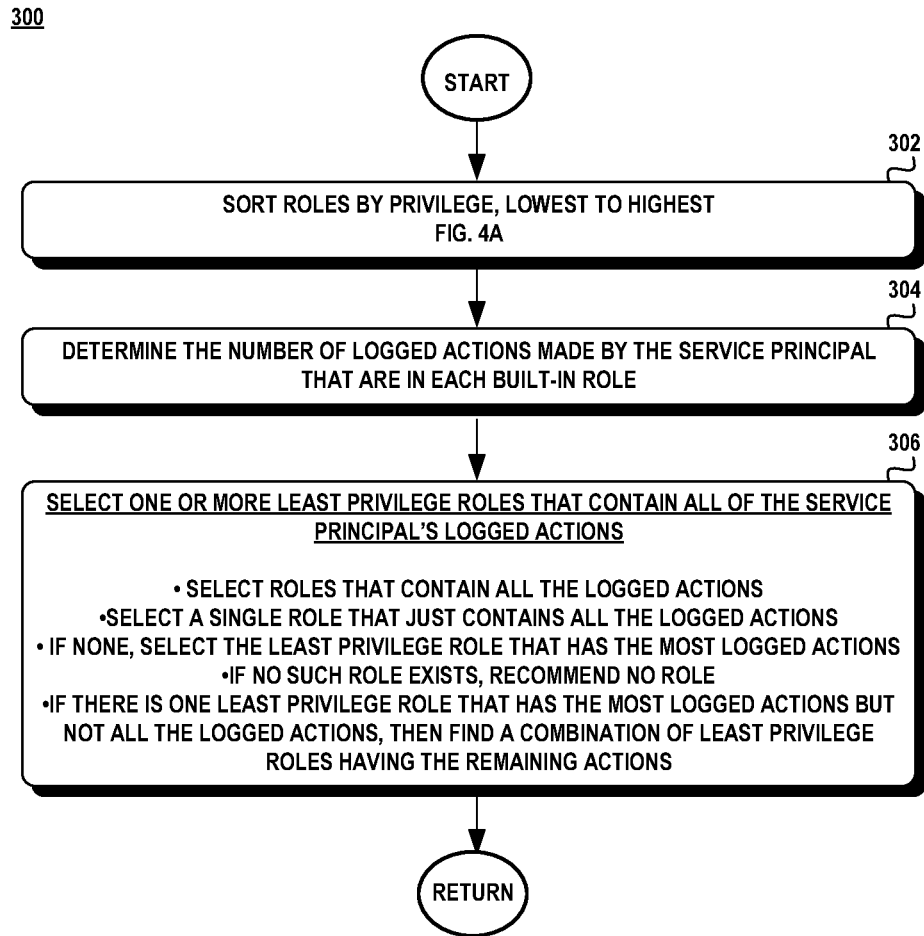 300
START
302
SORT ROLES BY PRIVILEGE, LOWEST TO HIGHEST
FIG. 4A
304
DETERMINE THE NUMBER OF LOGGED ACTIONS MADE BY THE SERVICE PRINCIPAL
THAT ARE IN EACH BUILT-IN ROLE
306
SELECT ONE OR MORE LEAST PRIVILEGE ROLES THAT CONTAIN ALL OF THE SERVICE
PRINCIPAL'S LOGGED ACTIONS
• SELECT ROLES THAT CONTAIN ALL THE LOGGED ACTIONS
•SELECT A SINGLE ROLE THAT JUST CONTAINS ALL THE LOGGED ACTIONS
• IF NONE, SELECT THE LEAST PRIVILEGE ROLE THAT HAS THE MOST LOGGED ACTIONS
•IF NO SUCH ROLE EXISTS, RECOMMEND NO ROLE
•IF THERE IS ONE LEAST PRIVILEGE ROLE THAT HAS THE MOST LOGGED ACTIONS BUT
NOT ALL THE LOGGED ACTIONS, THEN FIND A COMBINATION OF LEAST PRIVILEGE
ROLES HAVING THE REMAINING ACTIONS
RETURN